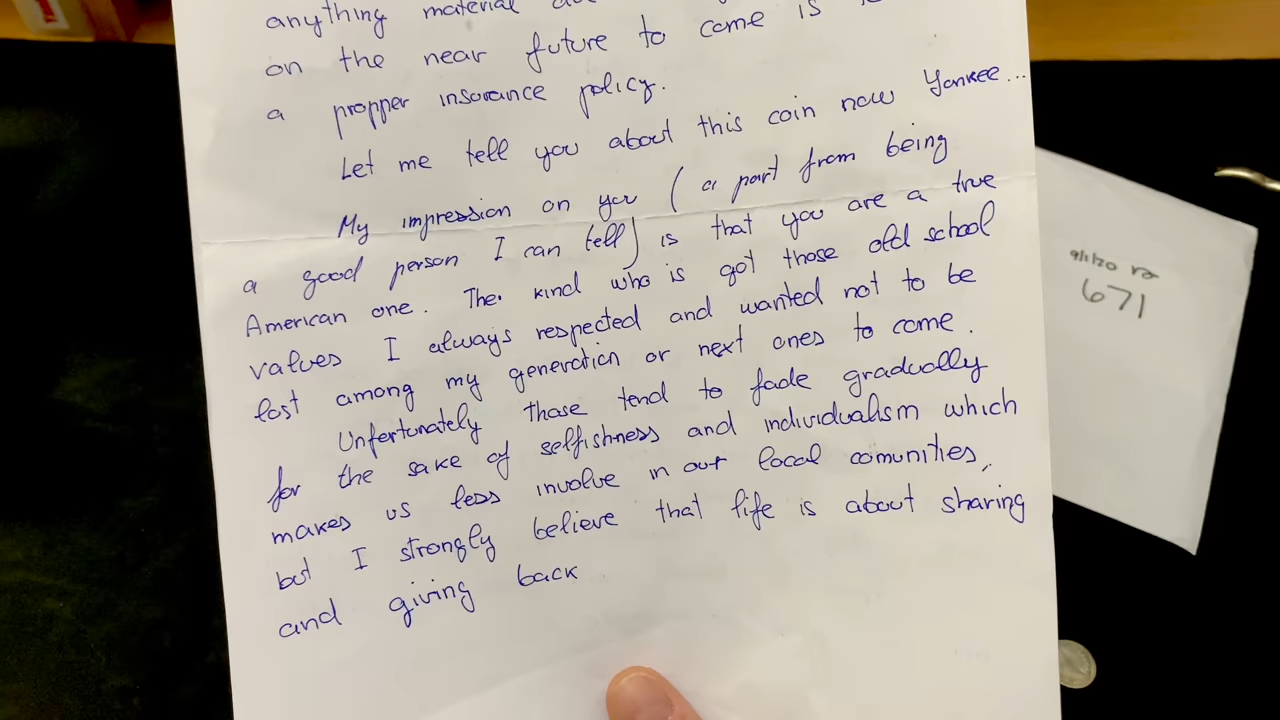 anything material
on the near future to come is
a propper insurance policy.
Let me tell you about this coin now Yankee...
My impression on you ( a part from being
a good person I can tell) is that you are a true
American one. The kind who is got those old school
values I always respected and wanted not to be
lost among my generation or next ones to come.
Unfortunately those tend to fade gradually
for the sake of selfishness and individualism which
makes us less involve in our local comunities,
but I strongly believe that life is about sharing
and giving back
9/1/20
671